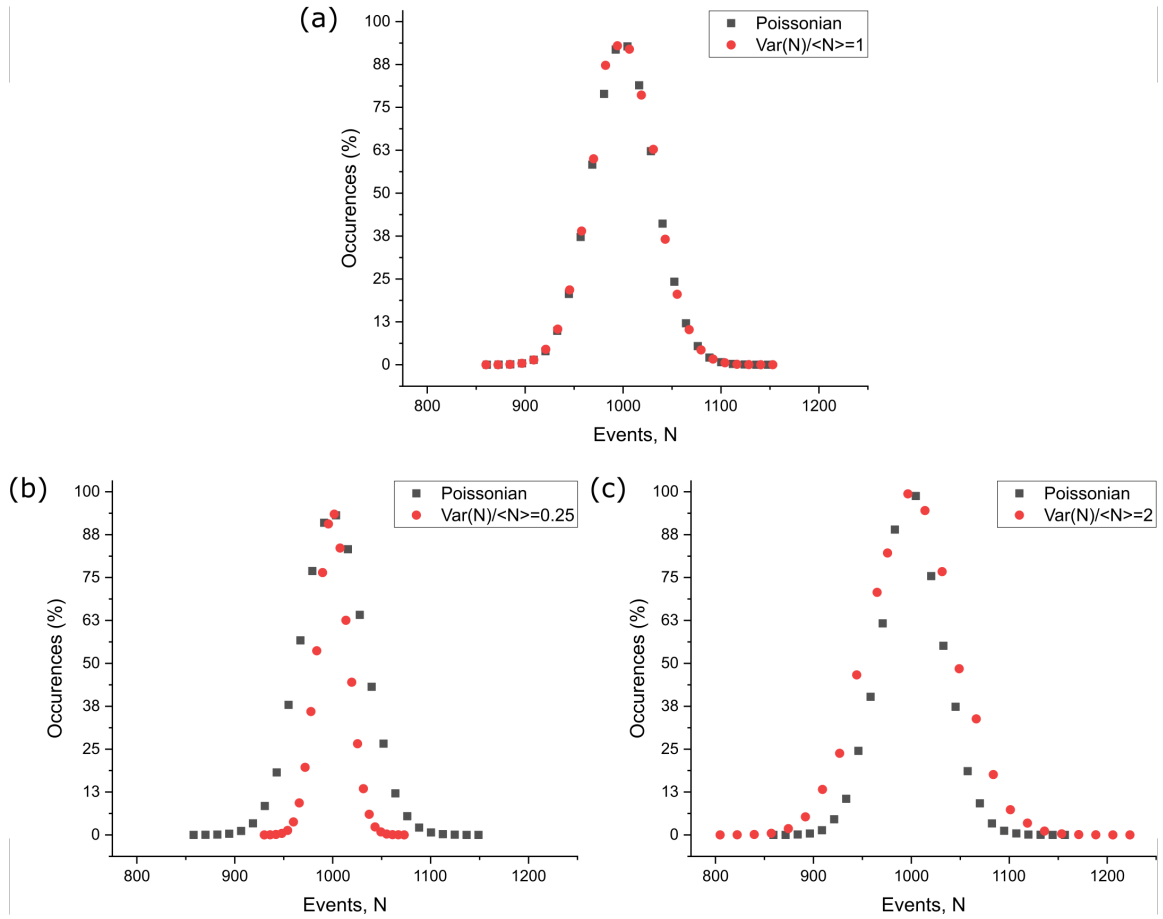 (a)
Poissonian
Var(N)/<N>=1
100
88
75
63
50
38
25
13
0
Occurences (%)
800 900 1000 1100 1200
Events, N
(b)
Poissonian
Var(N)/<N>=0.25
100
88
75
63
50
38
25
13
0
Occurences (%)
800 900 1000 1100 1200
Events, N
(c)
Poissonian
Var(N)/<N>=2
100
88
75
63
50
38
25
13
0
Occurences (%)
800 900 1000 1100 1200
Events, N